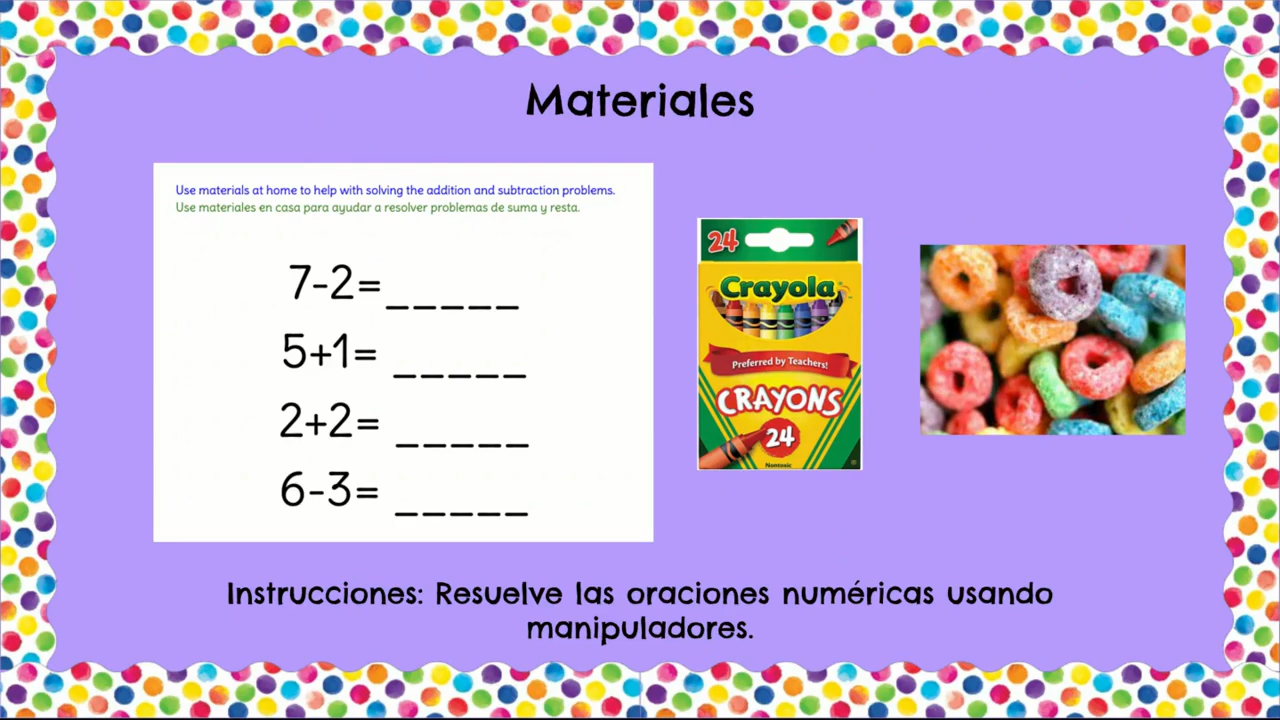 Materiales
Use materials at home to help with solving the addition and subtraction problems.
Use materiales en casa para ayudar a resolver problemas de suma y resta.
7-2=_____
5+1= _____
2+2= _____
6-3= _____
24
Crayola
Preferred by Teachers!
CRAYONS
24
Nontoxic
Instrucciones: Resuelve las oraciones numéricas usando
manipuladores.